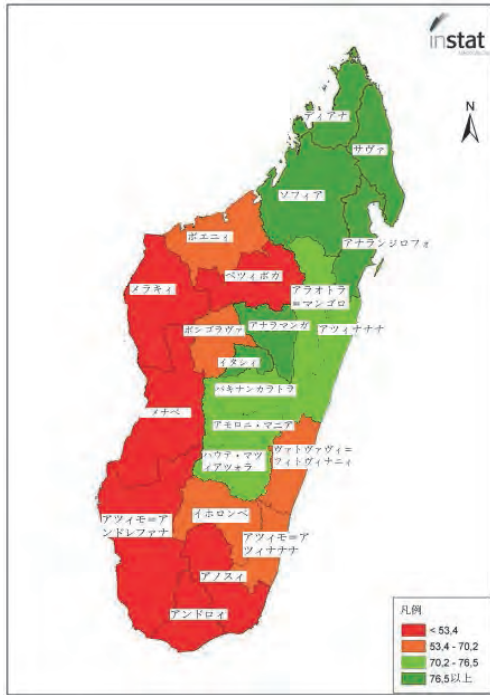 instat
N
ディアナ
サヴァ
ソフィア
ボエニィ
アナランジロフォ
ベツィボカ
メラキィ
アラオトラ
=マンゴロ
アナラマンガ
アツィナナナ
ボンゴラヴァ
イタシィ
バキナンカラトラ
メナベ
アモロニ・マニア
ヴァトヴァヴィ=
フィトヴィナニィ
ハウテ・マツ
ィアツォラ
イホロンベ
アツィモ=ア
ンドレファナ
アツィモ=ア
ツィナナナ
アノスィ
アンドロィ
凡例
< 53,4
53,4 - 70,2
70,2 - 76,5
76,5以上